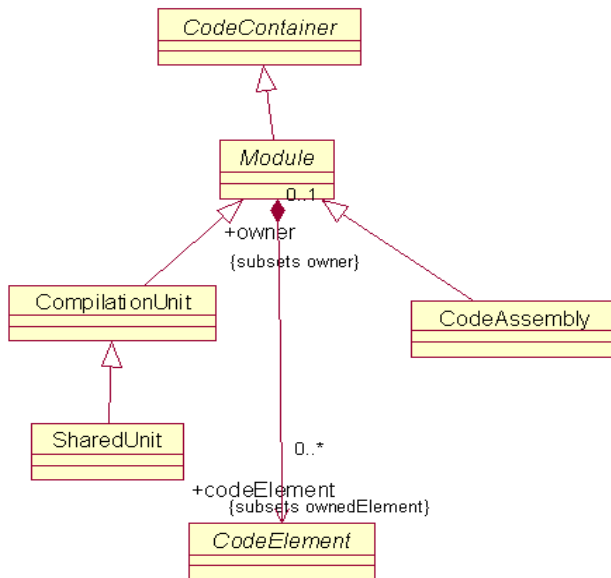 CodeContainer
Module
0..1
+owner
{subsets owner}
CompilationUnit
CodeAssembly
SharedUnit
0..*
+codeElement
{subsets ownedElement}
CodeElement